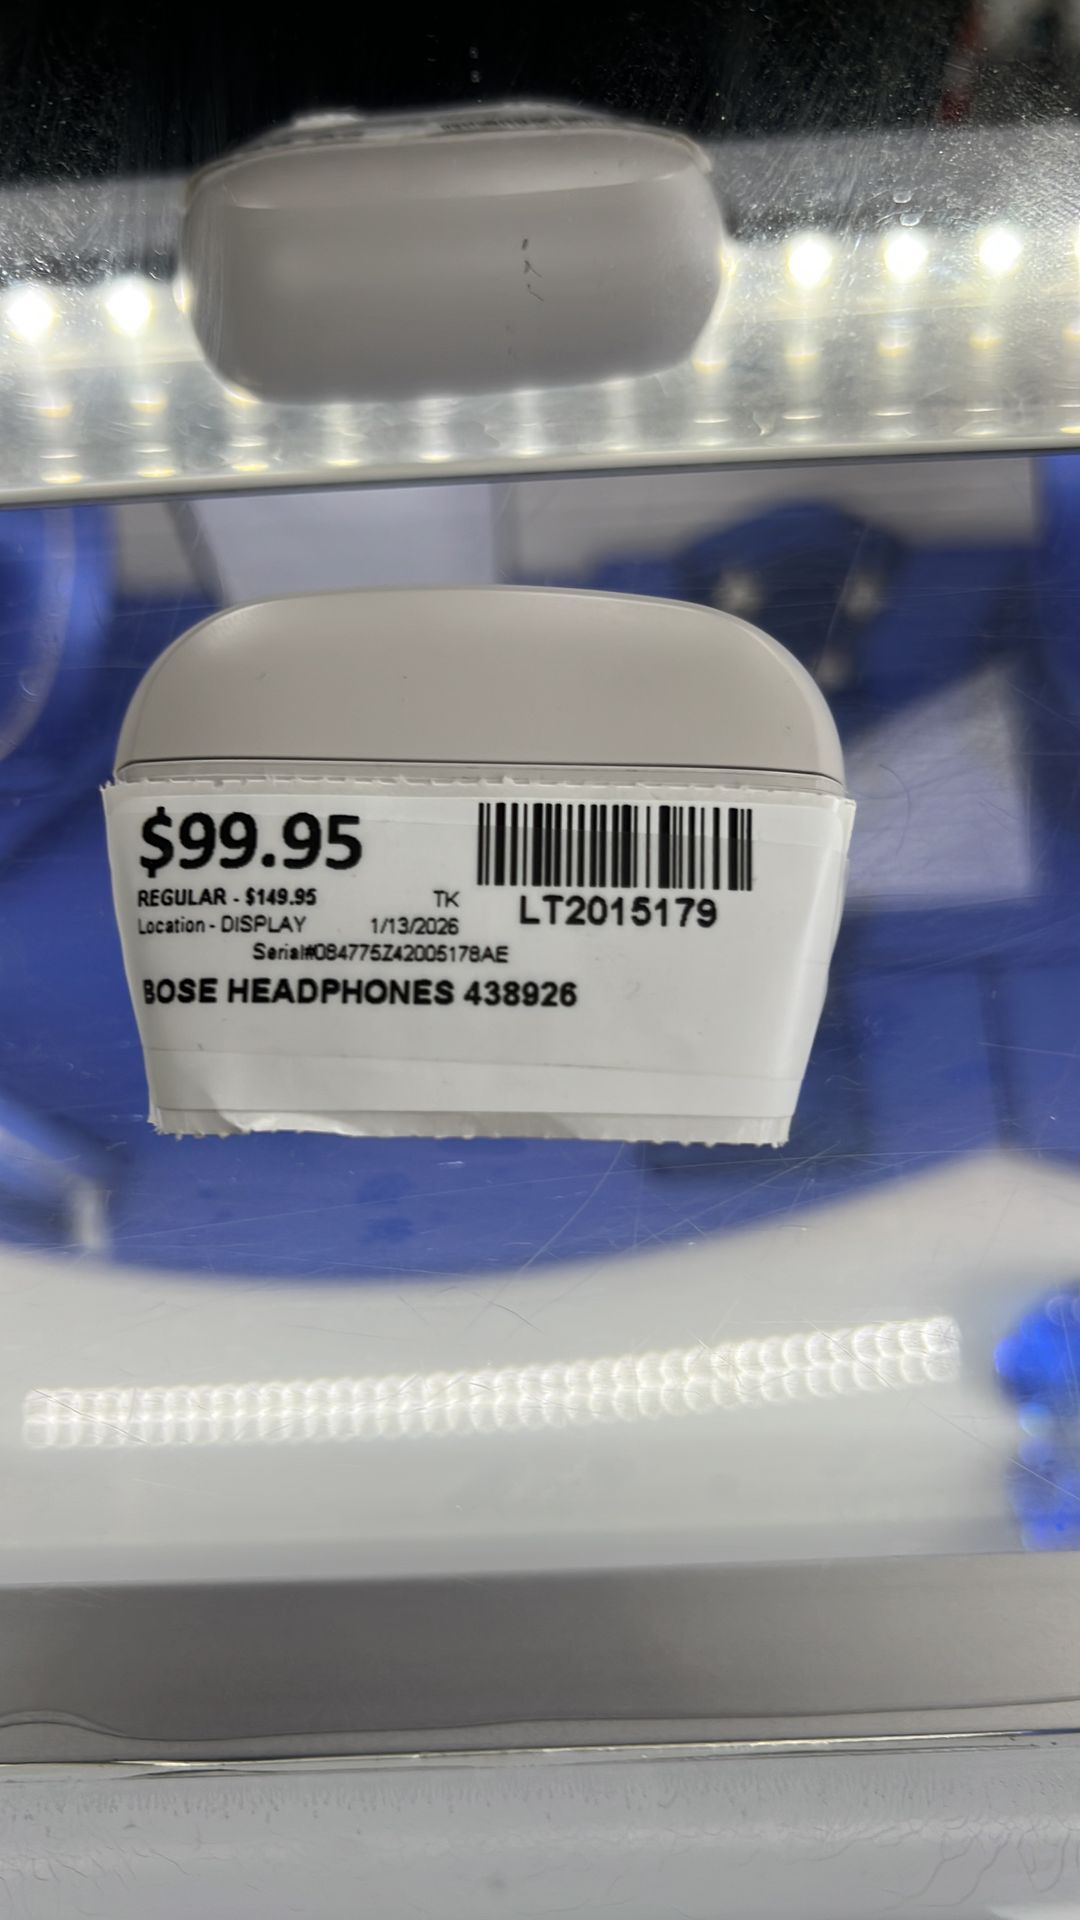 $99.95
REGULAR - $149.95 TK
Location - DISPLAY 1/13/2026
Serial#084775Z42005178AE
BOSE HEADPHONES 438926
LT2015179